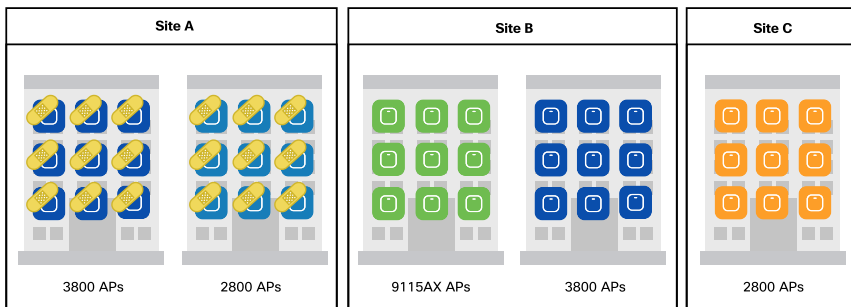 Site A
Site B
Site C
3800 APs
2800 APs
9115AX APs
3800 APs
2800 APs